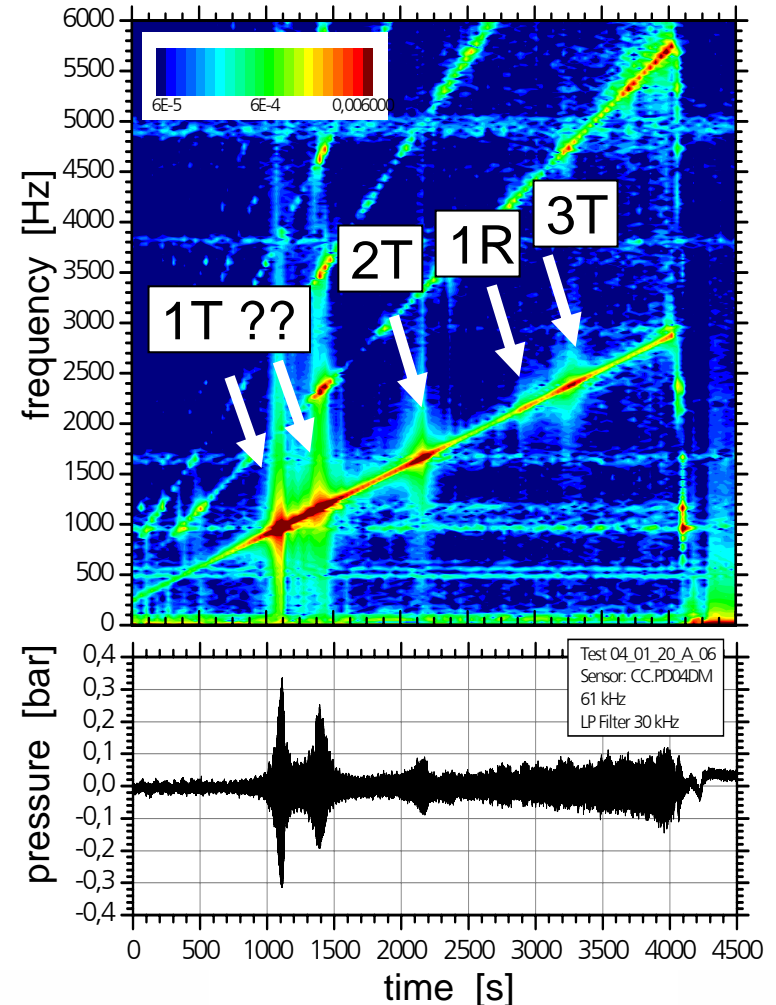 6000
5500
5000
4500
4000
3500
3000
2500
2000
1500
1000
500
0
frequency [Hz]
6E-5 6E-4 0,006000
3T
1R
2T
1T ??
0,4
0,3
0,2
0,1
0,0
-0,1
-0,2
-0,3
-0,4
pressure [bar]
Test 04_01_20_A_06
Sensor: CC.PD04DM
61 kHz
LP Filter 30 kHz
0 500 1000 1500 2000 2500 3000 3500 4000 4500
time [s]